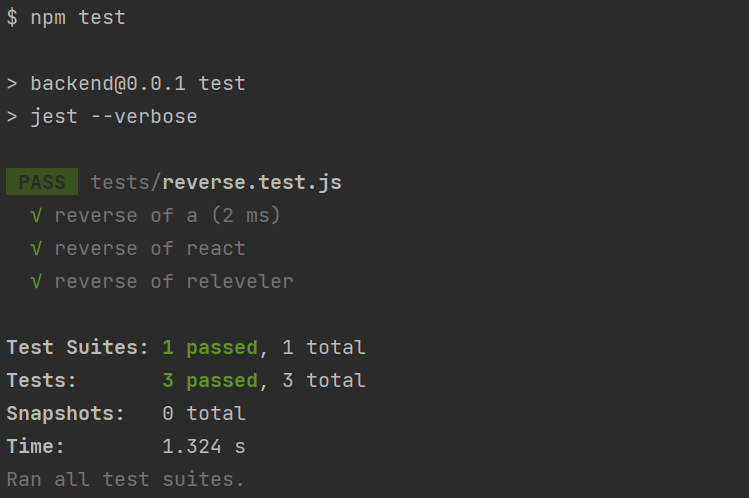 $ npm test
> backend@0.0.1 test
> jest --verbose
PASS tests/reverse.test.js
√ reverse of a (2 ms)
√ reverse of react
√ reverse of releveler
Test Suites: 1 passed, 1 total
Tests: 3 passed, 3 total
Snapshots: 0 total
Time: 1.324 s
Ran all test suites.